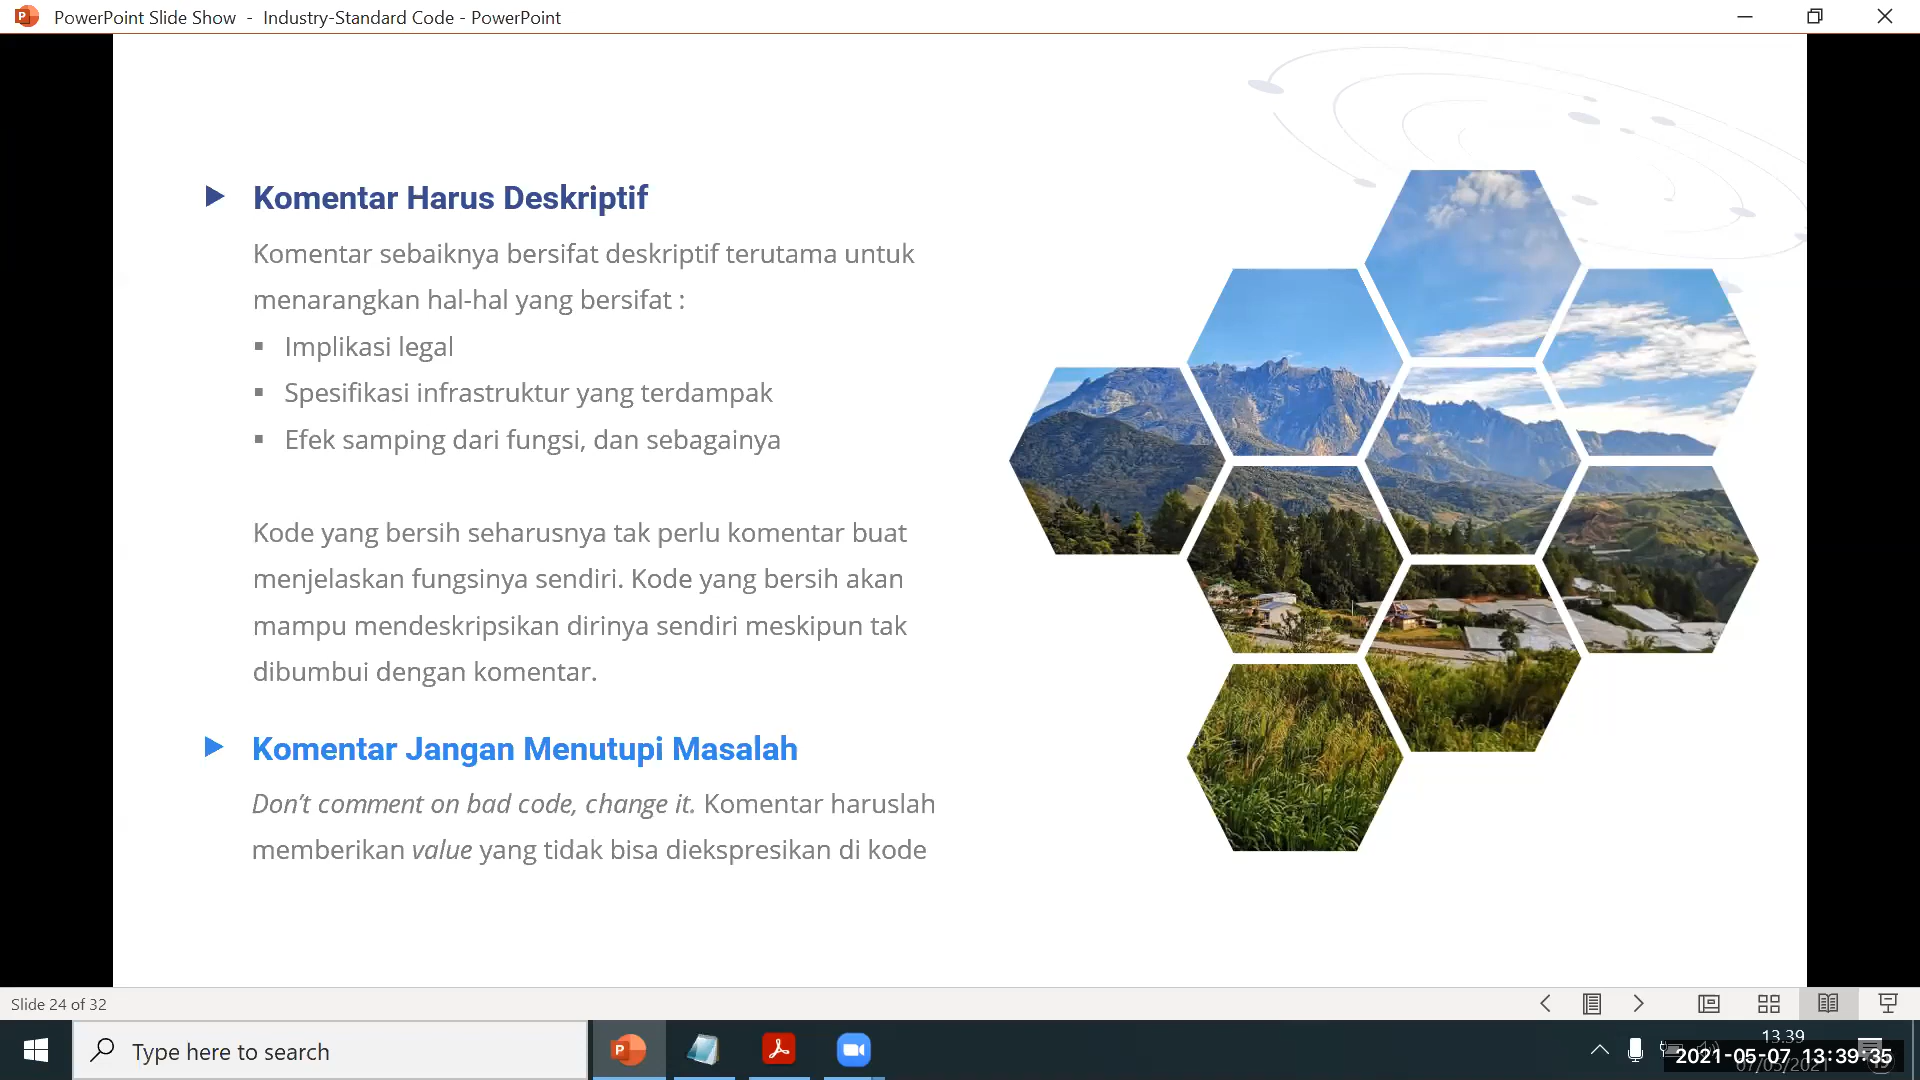 PowerPoint Slide Show - Industry-Standard Code - PowerPoint
Komentar Harus Deskriptif
Komentar sebaiknya bersifat deskriptif terutama untuk
menarangkan hal-hal yang bersifat :
▪ Implikasi legal
▪ Spesifikasi infrastruktur yang terdampak
▪ Efek samping dari fungsi, dan sebagainya
Kode yang bersih seharusnya tak perlu komentar buat
menjelaskan fungsinya sendiri. Kode yang bersih akan
mampu mendeskripsikan dirinya sendiri meskipun tak
dibumbui dengan komentar.
Komentar Jangan Menutupi Masalah
Don't comment on bad code, change it. Komentar haruslah
memberikan value yang tidak bisa diekspresikan di kode
Slide 24 of 32
Type here to search
13.39
2021-05-07 13:39:35